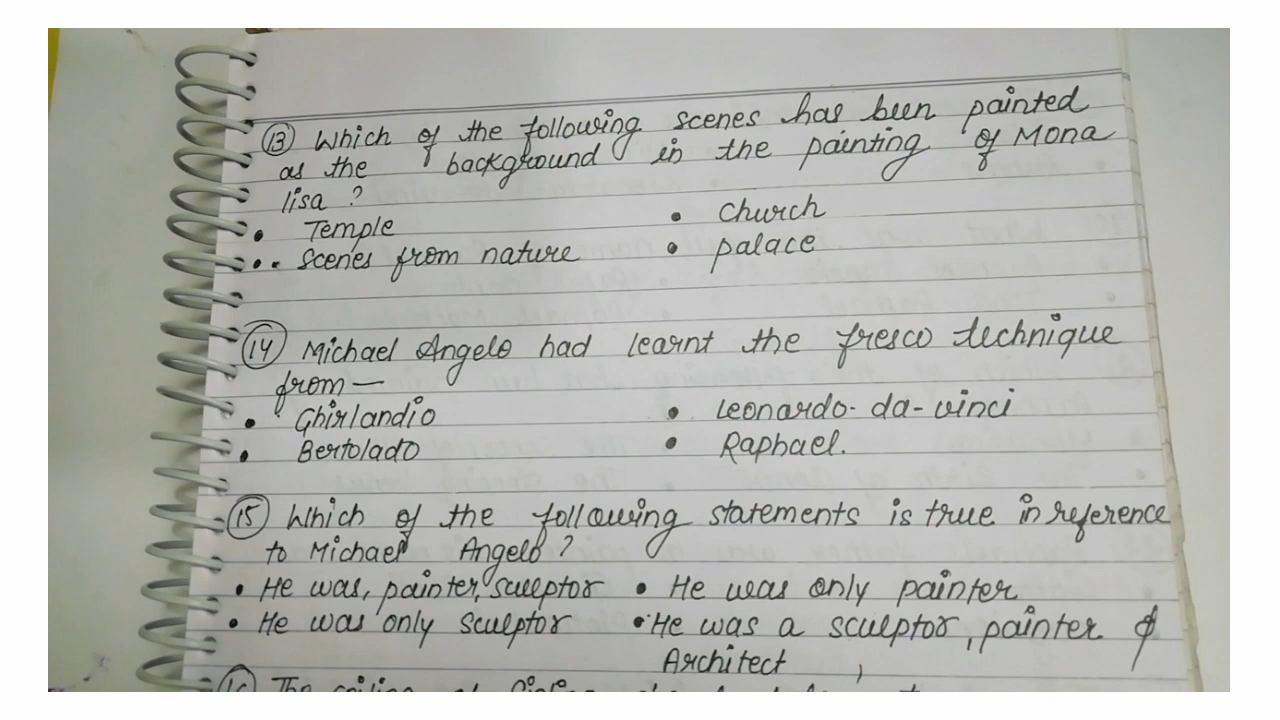 13 Which of the following scenes has been painted
as the background in the painting of Mona
lisa ?
• Temple • Church
•• Scenes from nature • palace
14 Michael Angelo had learnt the fresco technique
from —
• Ghirlandio • Leonardo-da-vinci
• Bertolado • Raphael.
15 Which of the following statements is true in reference
to Michael Angelo ?
• He was, painter, sculptor • He was only painter
• He was only sculptor • He was a sculptor, painter &
Architect